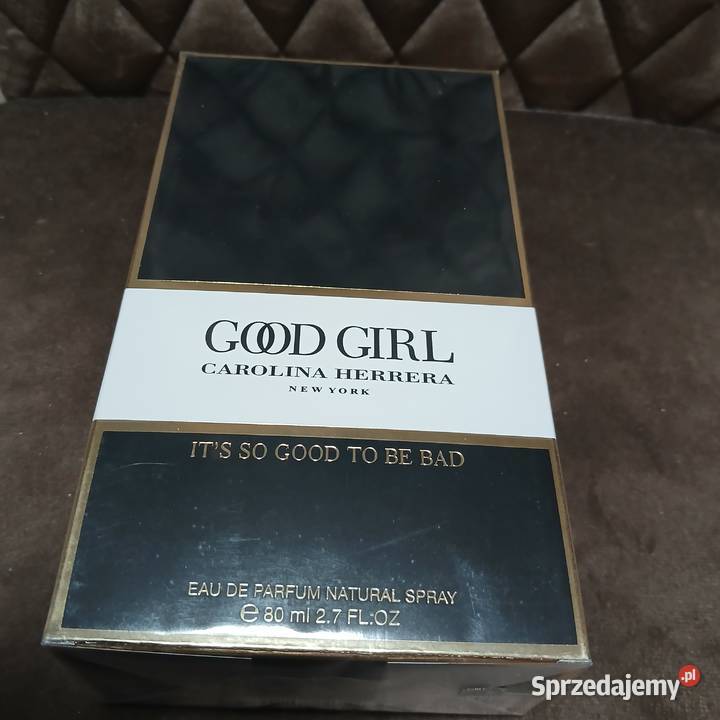 GOOD GIRL
CAROLINA HERRERA
NEW YORK
IT'S SO GOOD TO BE BAD
EAU DE PARFUM NATURAL SPRAY
℮ 80 ml 2.7 FL:OZ
Sprzedajemy.pl